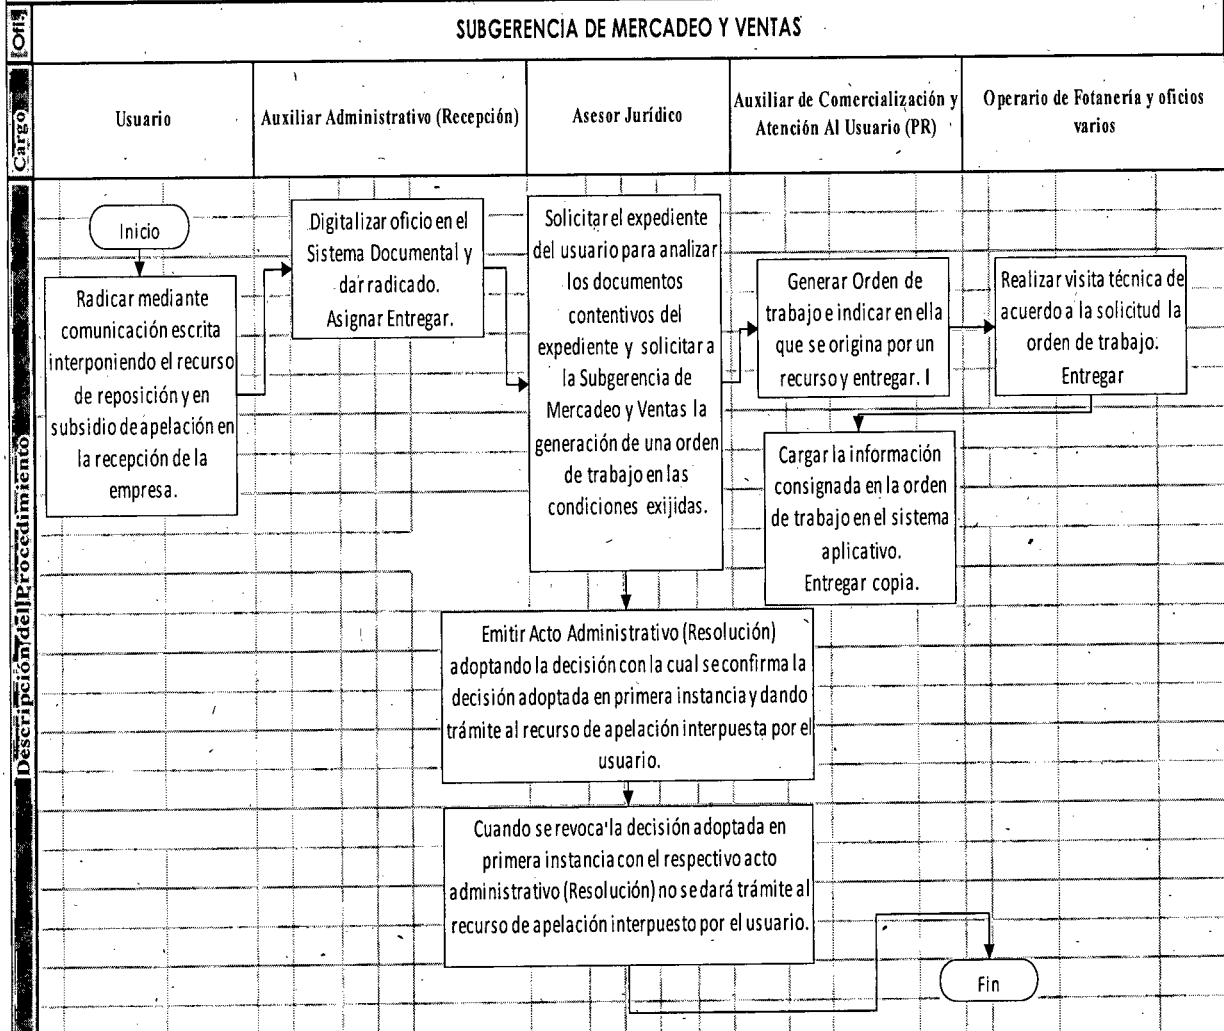 Ofi.
SUBGERENCIA DE MERCADEO Y VENTAS
Cargo
Usuario
Auxiliar Administrativo (Recepción)
Asesor Jurídico
Auxiliar de Comercialización y
Atención Al Usuario (PR)
Operario de Fotanería y oficios
varios
Descripción del Procedimiento
Inicio
Radicar mediante
comunicación escrita
interponiendo el recurso
de reposición y en
subsidio de apelación en
la recepción de la
empresa.
Digitalizar oficio en el
Sistema Documental y
dar radicado.
Asignar Entregar.
Solicitar el expediente
del usuario para analizar
los documentos
contentivos del
expediente y solicitar a
la Subgerencia de
Mercadeo y Ventas la
generación de una orden
de trabajo en las
condiciones exijidas.
Generar Orden de
trabajo e indicar en ella
que se origina por un
recurso y entregar. I
Realizar visita técnica de
acuerdo a la solicitud la
orden de trabajo.
Entregar
Cargar la información
consignada en la orden
de trabajo en el sistema
aplicativo.
Entregar copia.
Emitir Acto Administrativo (Resolución)
adoptando la decisión con la cual se confirma la
decisión adoptada en primera instancia y dando
trámite al recurso de apelación interpuesta por el
usuario.
Cuando se revoca la decisión adoptada en
primera instancia con el respectivo acto
administrativo (Resolución) no se dará trámite al
recurso de apelación interpuesto por el usuario.
Fin